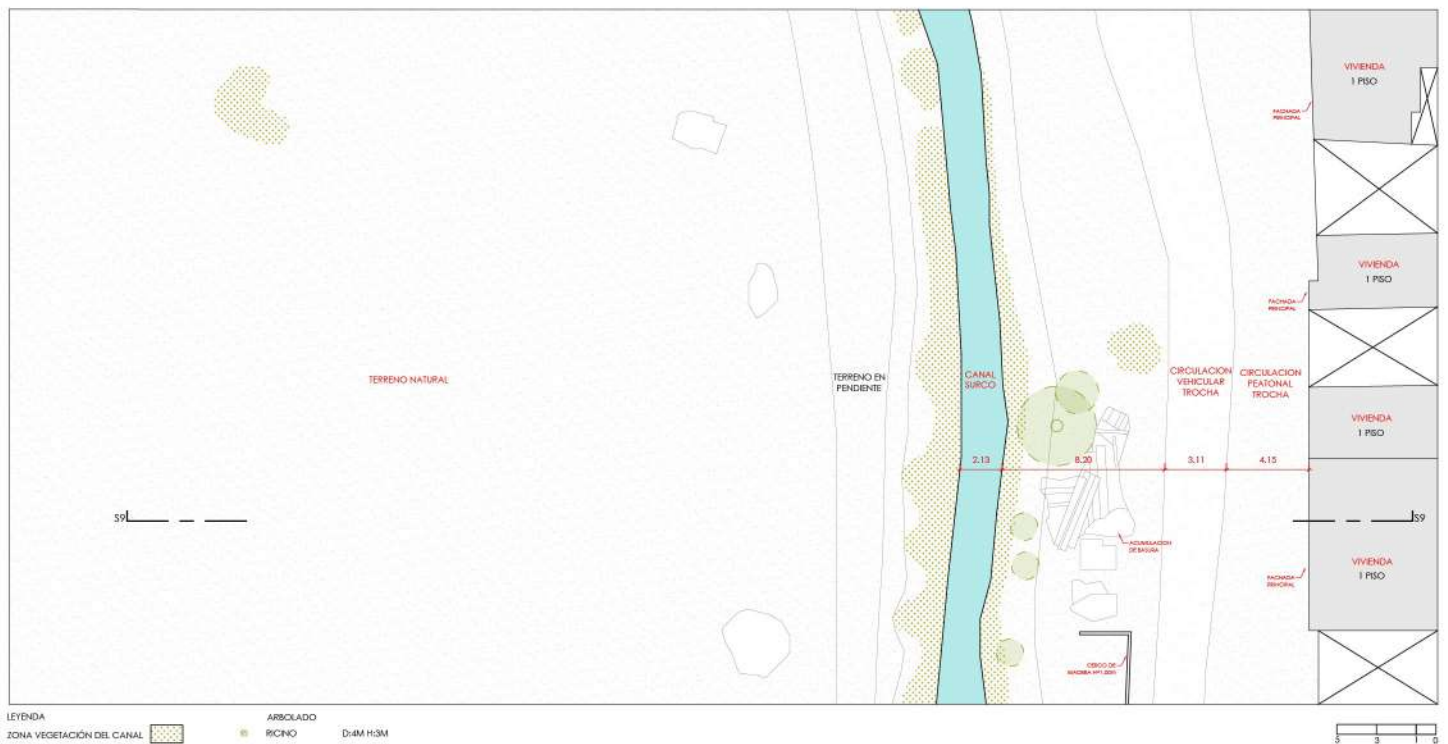 VIVIENDA
1 PISO
FACHADA
PRINCIPAL
VIVIENDA
1 PISO
FACHADA
PRINCIPAL
TERRENO NATURAL
TERRENO EN
PENDIENTE
CANAL
SURCO
CIRCULACION
VEHICULAR
TROCHA
CIRCULACION
PEATONAL
TROCHA
VIVIENDA
1 PISO
2.13
8.20
3.11
4.15
S9
S9
ACUMULACION
DE BASURA
VIVIENDA
1 PISO
FACHADA
PRINCIPAL
CERCO DE
LEYENDA
ZONA VEGETACIÓN DEL CANAL
ARBOLADO
RICINO D:4M H:3M
5 3 1 0